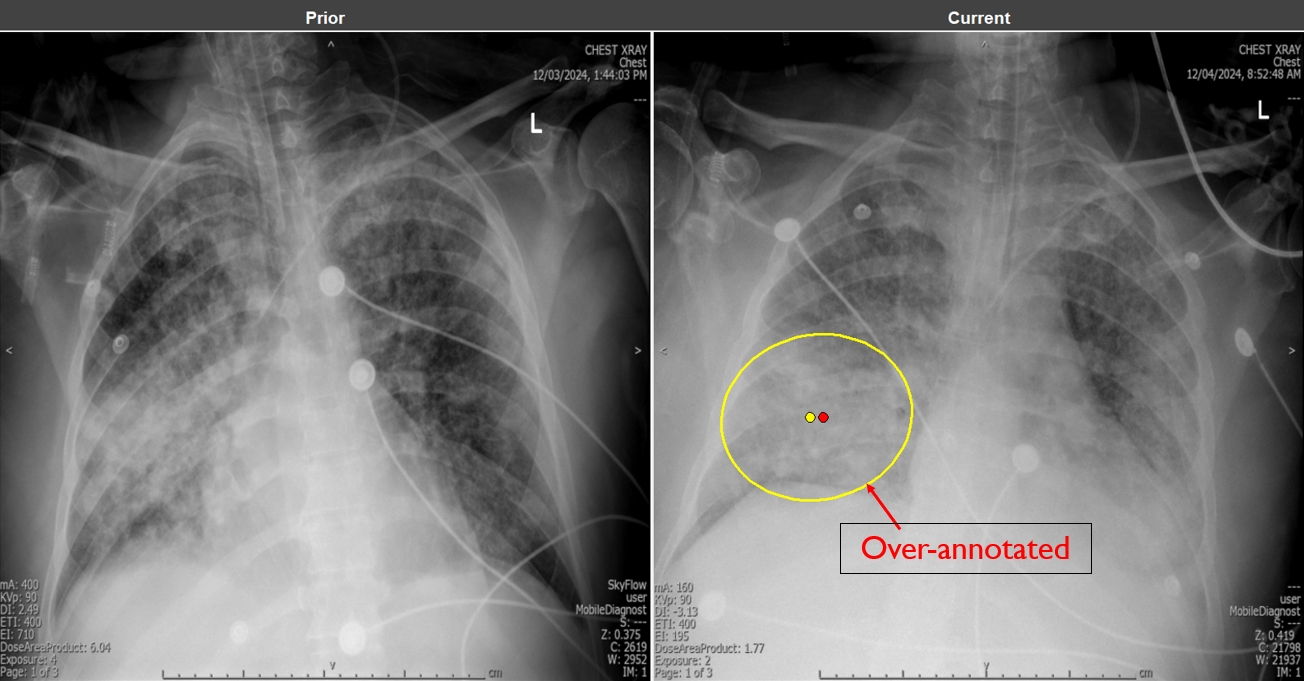 Prior
Current
CHEST XRAY
Chest
12/03/2024, 1:44:03 PM
---
L
mA: 400
KVp: 90
DI: 2.49
ETI: 400
EI: 710
DoseAreaProduct: 6.04
Exposure: 4
Page: 1 of 3
SkyFlow
user
MobileDiagnost
S: ---
Z: 0.375
C: 2619
W: 2952
IM: 1
cm
CHEST XRAY
Chest
12/04/2024, 8:52:48 AM
---
L
Over-annotated
mA: 160
KVp: 90
DI: -3.13
ETI: 400
EI: 195
DoseAreaProduct: 1.77
Exposure: 2
Page: 1 of 3
---
user
MobileDiagnost
S: ---
Z: 0.419
C: 21798
W: 21937
IM: 1
cm